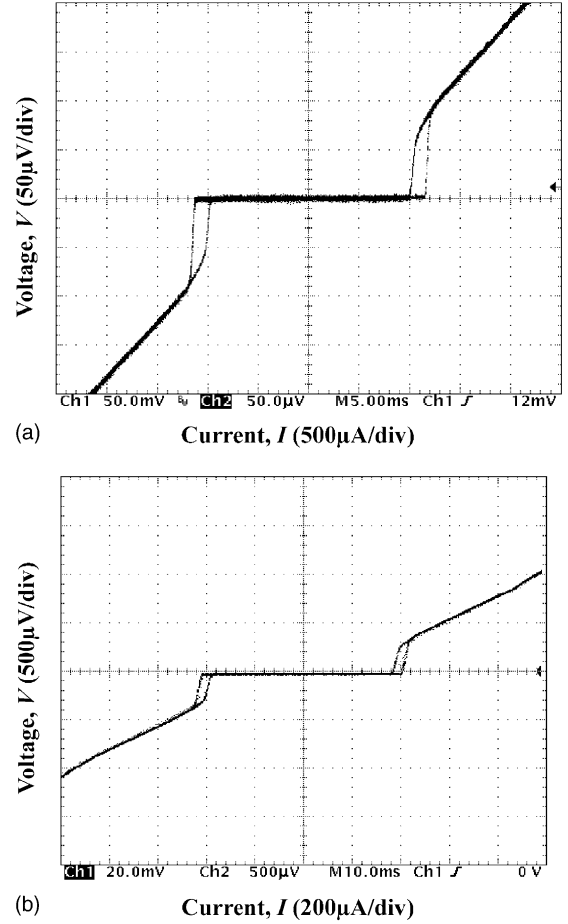 Voltage, V (50µV/div)
Ch1 50.0mV Ch2 50.0µV M5.00ms Ch1 12mV
(a) Current, I (500µA/div)
Voltage, V (500µV/div)
Ch1 20.0mV Ch2 500µV M10.0ms Ch1 0 V
(b) Current, I (200µA/div)